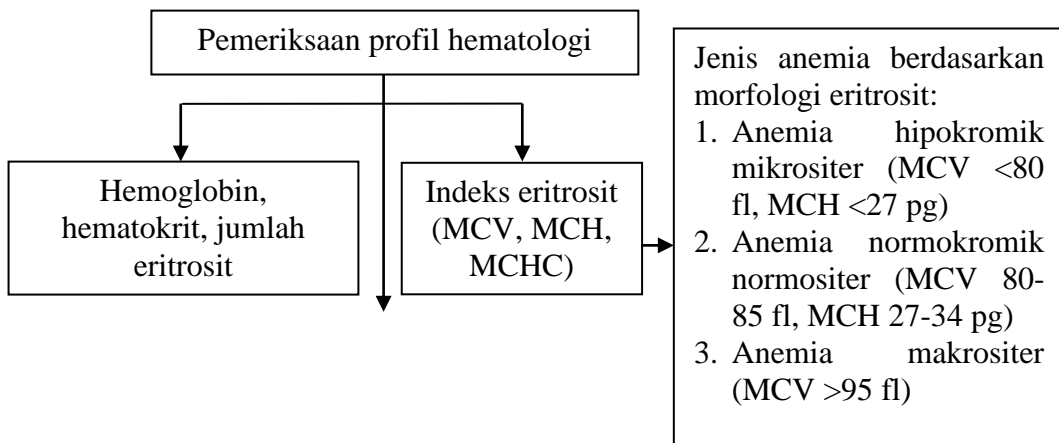 Pemeriksaan profil hematologi
Hemoglobin,
hematokrit, jumlah
eritrosit
Indeks eritrosit
(MCV, MCH,
MCHC)
Jenis anemia berdasarkan
morfologi eritrosit:
1. Anemia hipokromik
mikrositer (MCV <80
fl, MCH <27 pg)
2. Anemia normokromik
normositer (MCV 80-
85 fl, MCH 27-34 pg)
3. Anemia makrositer
(MCV >95 fl)